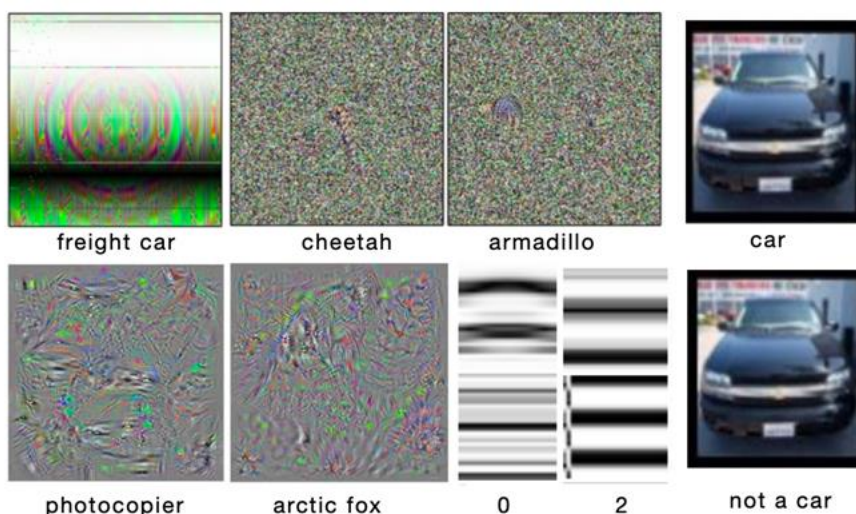 freight car
cheetah
armadillo
car
photocopier
arctic fox
0
2
not a car